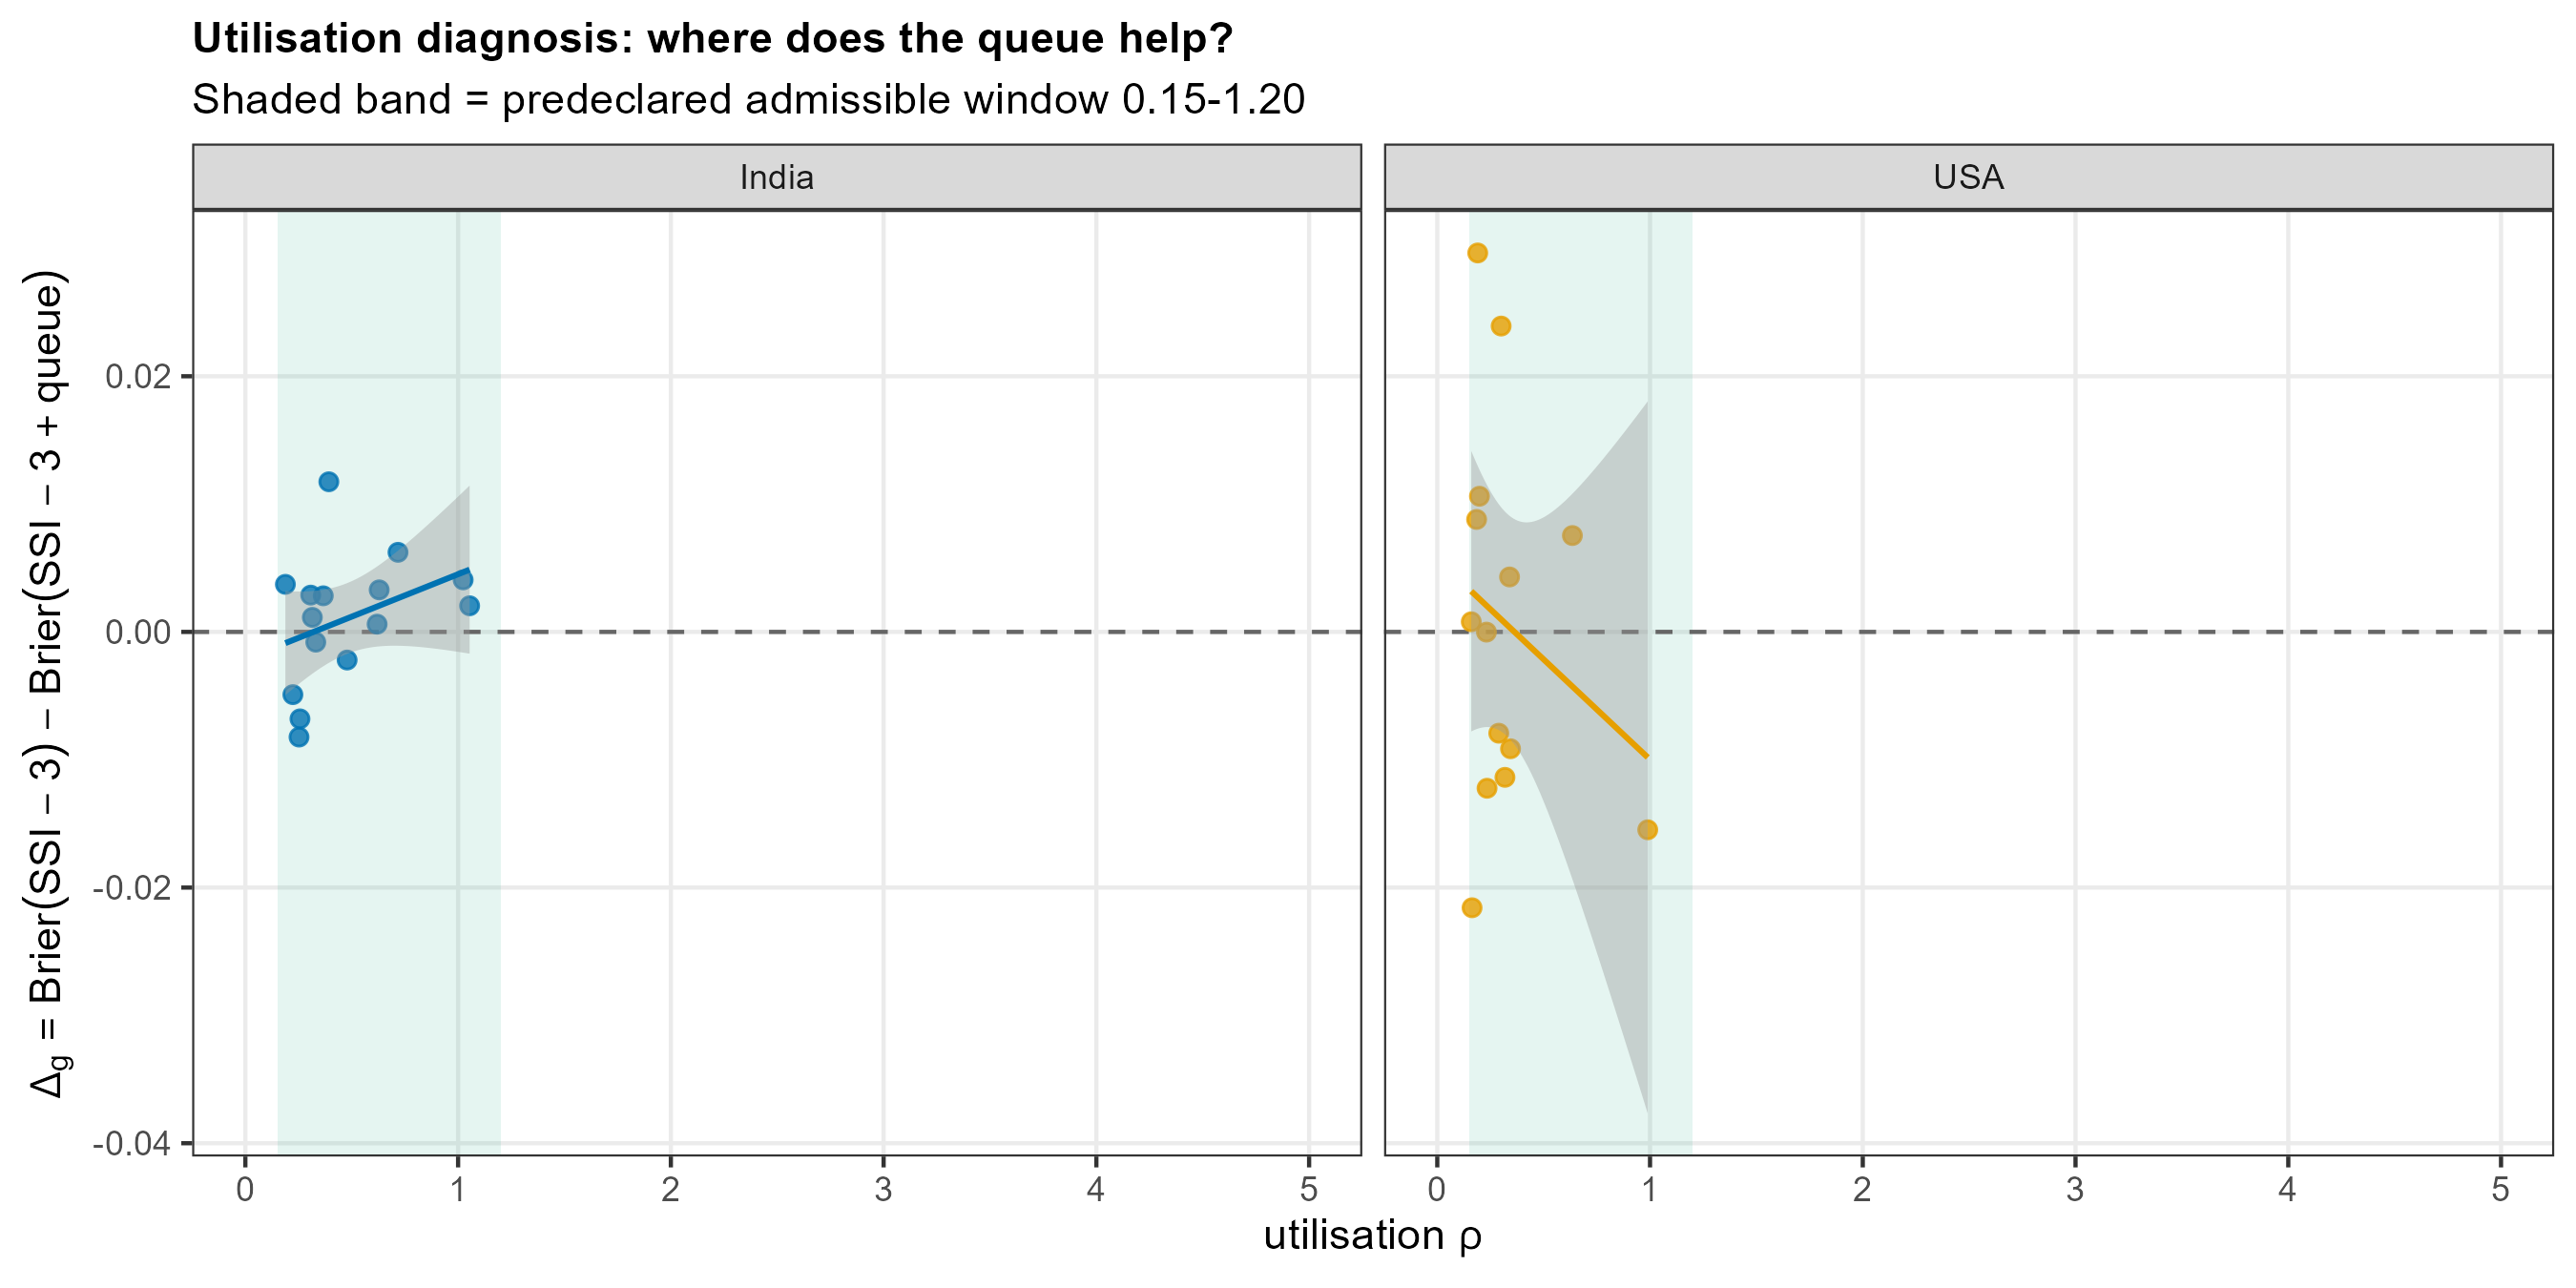 Utilisation diagnosis: where does the queue help?
Shaded band = predeclared admissible window 0.15-1.20
India
USA
Δg = Brier(SSI − 3) − Brier(SSI − 3 + queue)
0.02
0.00
-0.02
-0.04
0 1 2 3 4 5
0 1 2 3 4 5
utilisation ρ